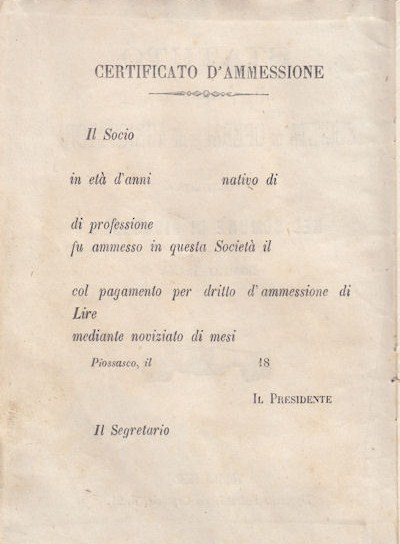 CERTIFICATO D'AMMESSIONE
Il Socio
in età d'anni nativo di
di professione
fu ammesso in questa Società il
col pagamento per dritto d'ammessione di
Lire
mediante noviziato di mesi
Piossasco, il 18
IL PRESIDENTE
Il Segretario